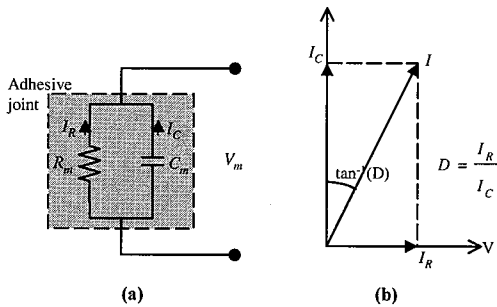 Adhesive
joint
I_R
I_C
R_m
C_m
V_m
(a)
I_C
I
tan⁻¹(D)
D = I_R / I_C
V
I_R
(b)